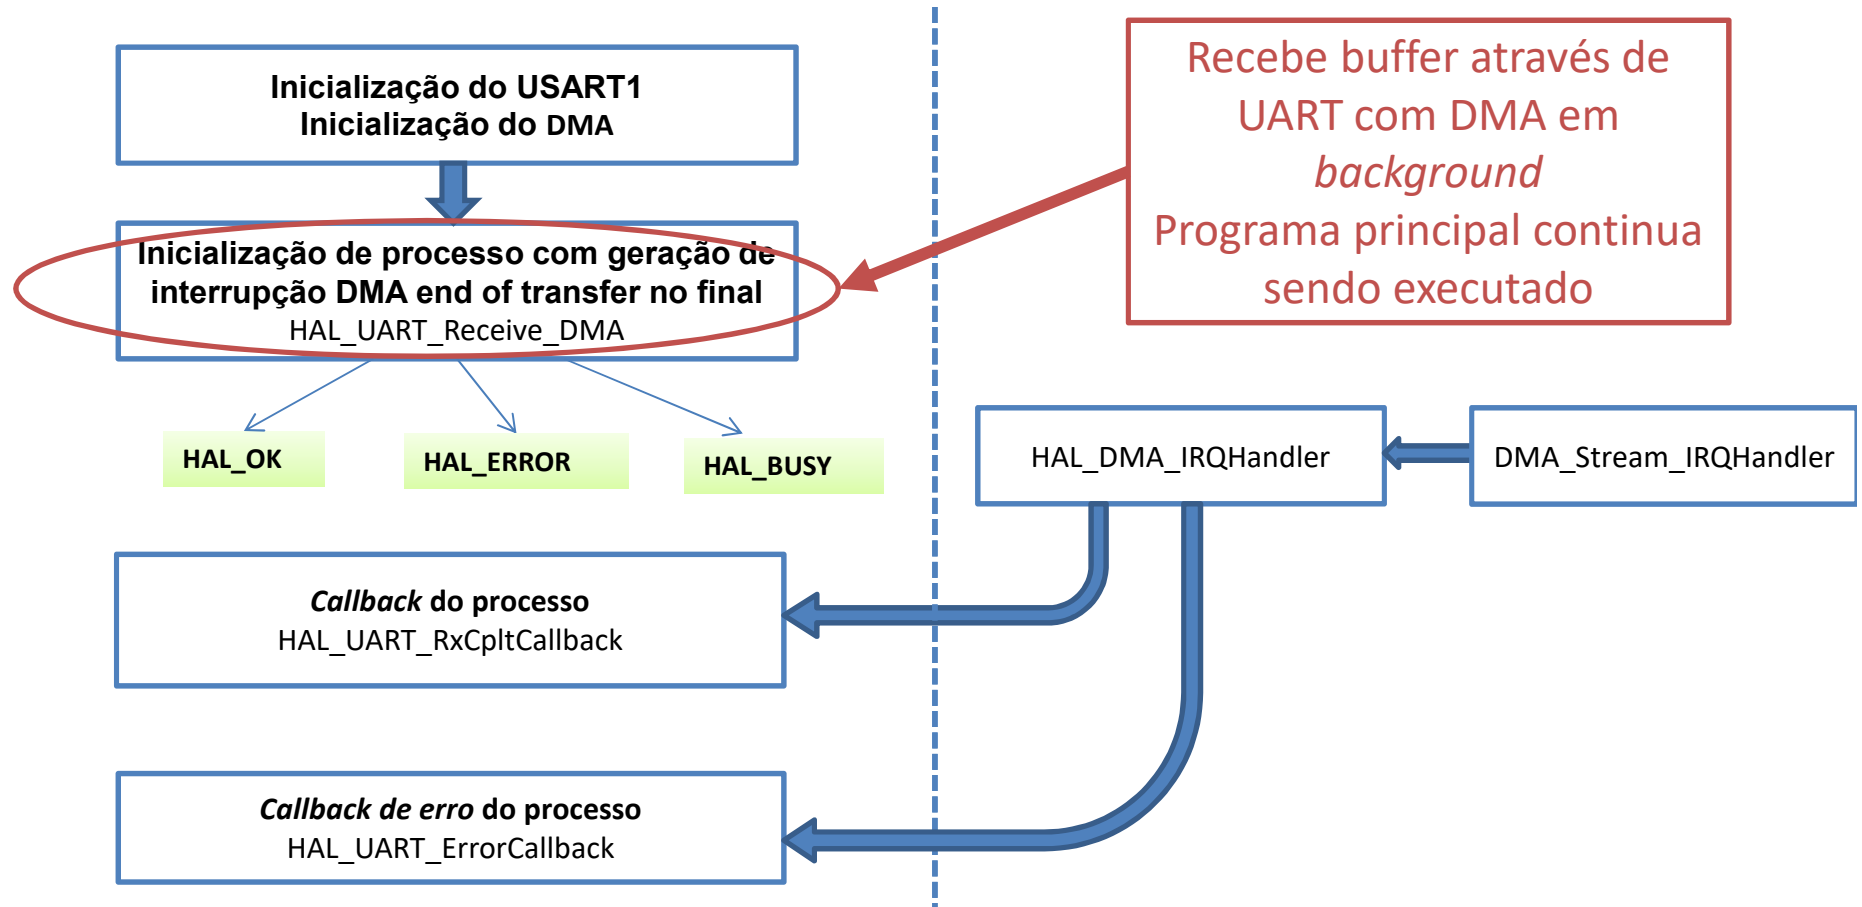 Inicialização do USART1
Inicialização do DMA
Inicialização de processo com geração de
interrupção DMA end of transfer no final
HAL_UART_Receive_DMA
HAL_OK
HAL_ERROR
HAL_BUSY
Callback do processo
HAL_UART_RxCpltCallback
Callback de erro do processo
HAL_UART_ErrorCallback
Recebe buffer através de
UART com DMA em
background
Programa principal continua
sendo executado
HAL_DMA_IRQHandler
DMA_Stream_IRQHandler